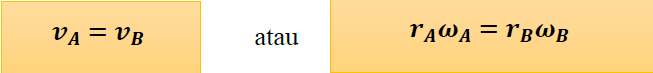 v_A = v_B atau r_Aω_A = r_Bω_B